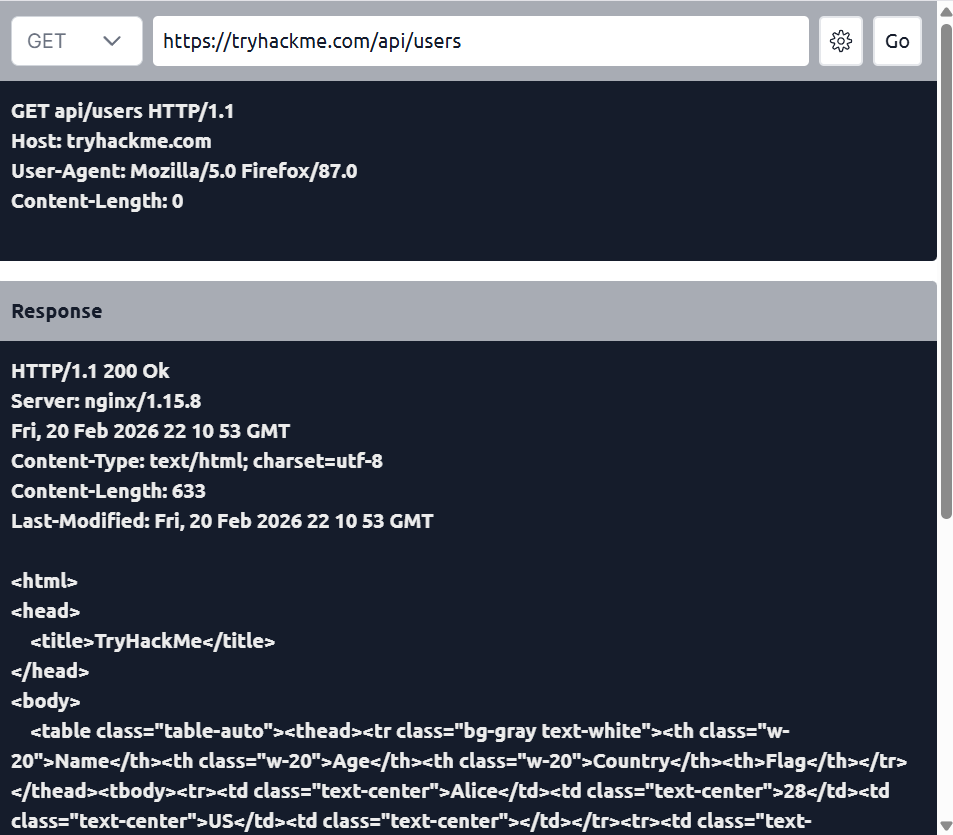 GET
https://tryhackme.com/api/users
Go
GET api/users HTTP/1.1
Host: tryhackme.com
User-Agent: Mozilla/5.0 Firefox/87.0
Content-Length: 0
Response
HTTP/1.1 200 Ok
Server: nginx/1.15.8
Fri, 20 Feb 2026 22 10 53 GMT
Content-Type: text/html; charset=utf-8
Content-Length: 633
Last-Modified: Fri, 20 Feb 2026 22 10 53 GMT
<html>
<head>
<title>TryHackMe</title>
</head>
<body>
<table class="table-auto"><thead><tr class="bg-gray text-white"><th class="w-
20">Name</th><th class="w-20">Age</th><th class="w-20">Country</th><th>Flag</th></tr>
</thead><tbody><tr><td class="text-center">Alice</td><td class="text-center">28</td><td
class="text-center">US</td><td class="text-center"></td></tr><tr><td class="text-